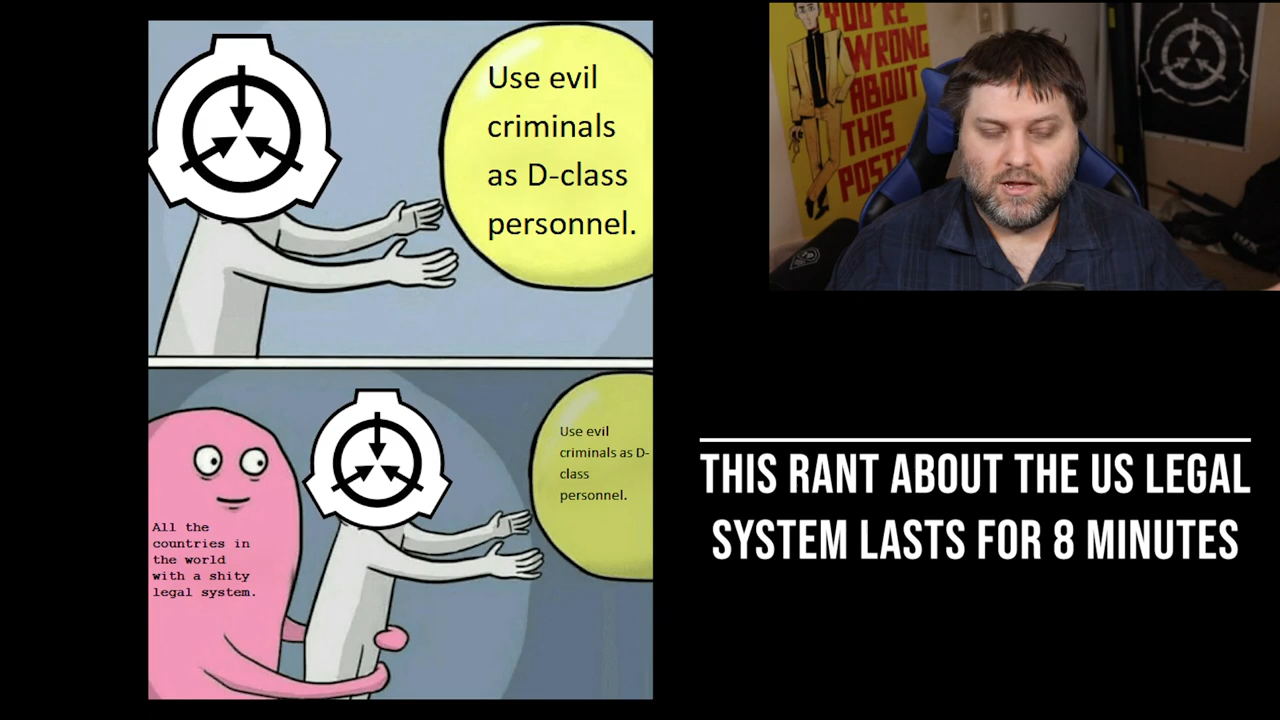 Use evil
criminals
as D-class
personnel.
Use evil
criminals as D-
class
personnel.
All the
countries in
the world
with a shity
legal system.
YOU'RE
WRONG
ABOUT
THIS
POST
THIS RANT ABOUT THE US LEGAL
SYSTEM LASTS FOR 8 MINUTES